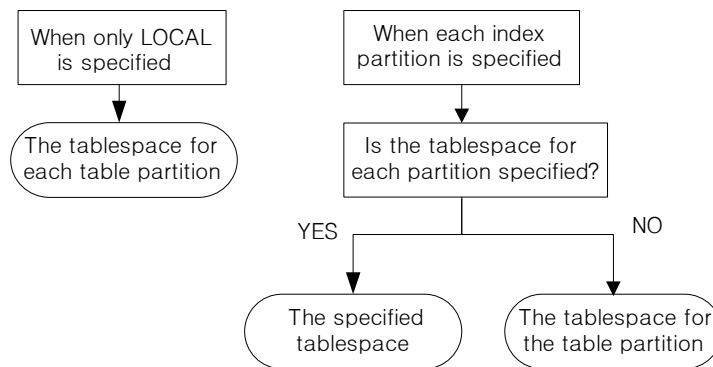 When only LOCAL
is specified
The tablespace for
each table partition
When each index
partition is specified
Is the tablespace for
each partition specified?
YES
NO
The specified
tablespace
The tablespace for
the table partition